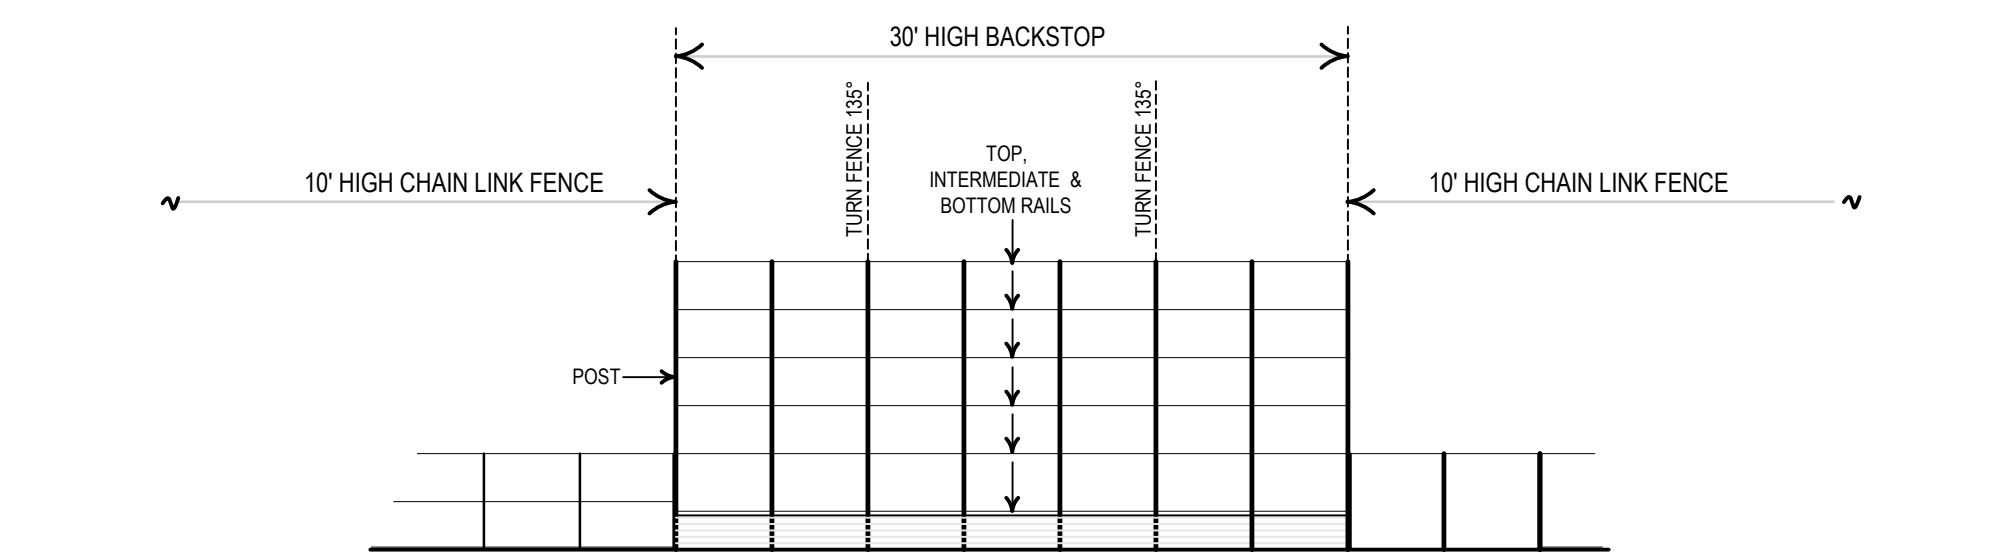 30' HIGH BACKSTOP
TURN FENCE 135°
TURN FENCE 135°
TOP,
INTERMEDIATE &
BOTTOM RAILS
10' HIGH CHAIN LINK FENCE
10' HIGH CHAIN LINK FENCE
POST